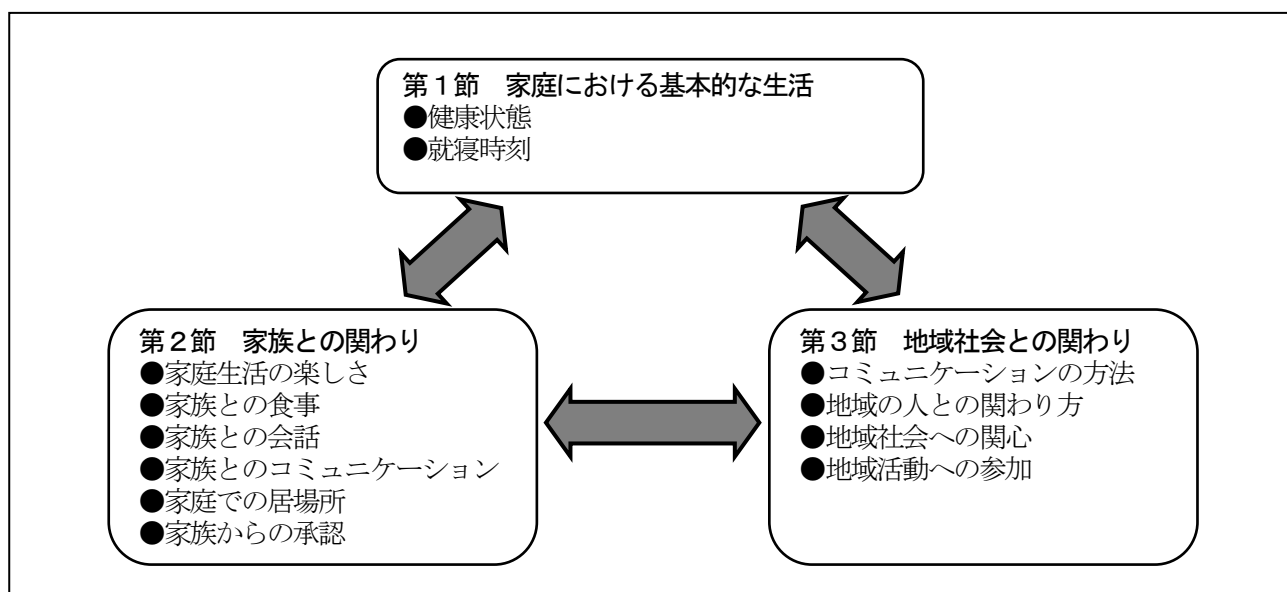 第１節　家庭における基本的な生活
●健康状態
●就寝時刻
第２節　家族との関わり
●家庭生活の楽しさ
●家族との食事
●家族との会話
●家族とのコミュニケーション
●家庭での居場所
●家族からの承認
第３節　地域社会との関わり
●コミュニケーションの方法
●地域の人との関わり方
●地域社会への関心
●地域活動への参加